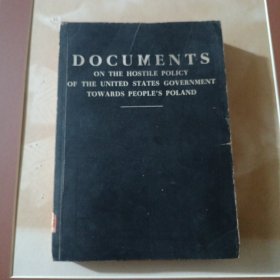 DOCUMENTS
ON THE HOSTILE POLICY
OF THE UNITED STATES GOVERNMENT
TOWARDS PEOPLE'S POLAND